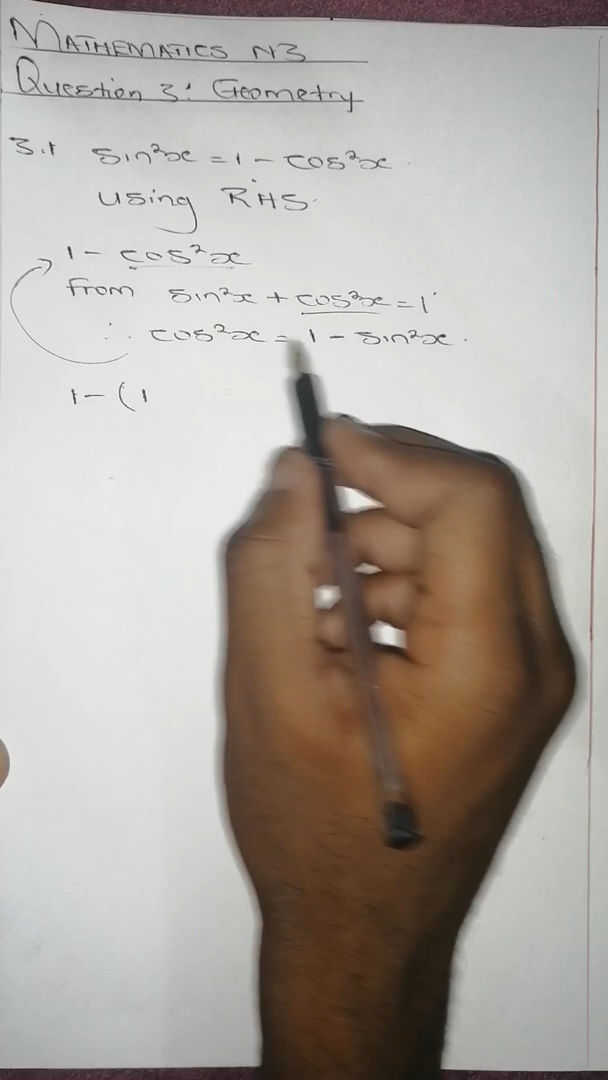 MATHEMATICS N3
Question 3: Geometry
3.1 sin²x = 1 - cos²x.
using RHS.
1 - cos²x
from sin²x + cos²x = 1
∴ cos²x = 1 - sin²x.
1 - (1